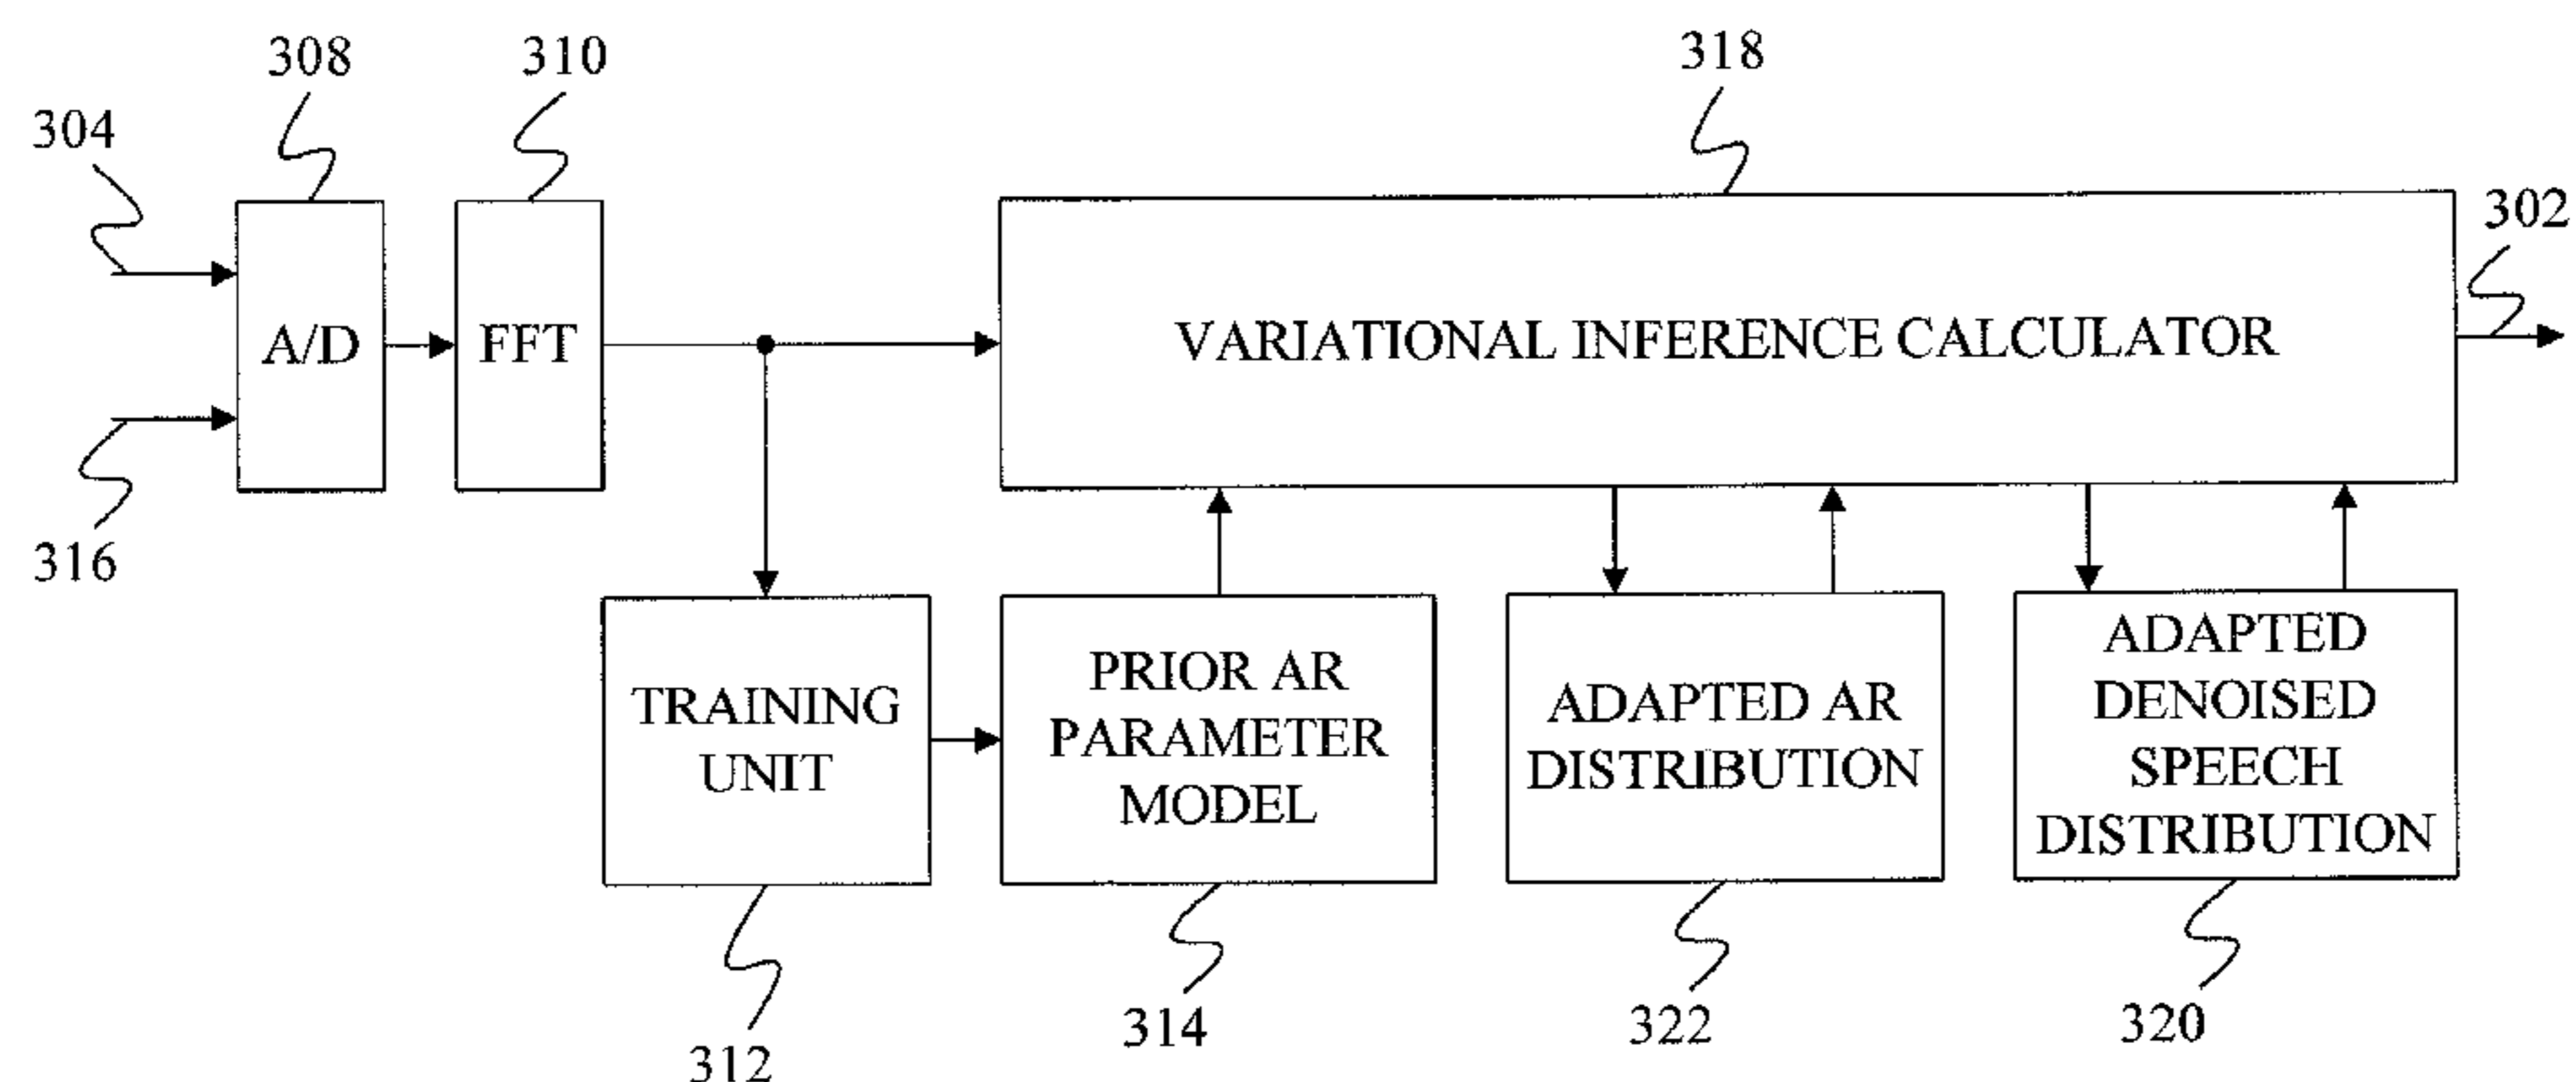 308
310
318
304
302
A/D
FFT
VARIATIONAL INFERENCE CALCULATOR
316
TRAINING
UNIT
PRIOR AR
PARAMETER
MODEL
ADAPTED AR
DISTRIBUTION
ADAPTED
DENOISED
SPEECH
DISTRIBUTION
312
314
322
320